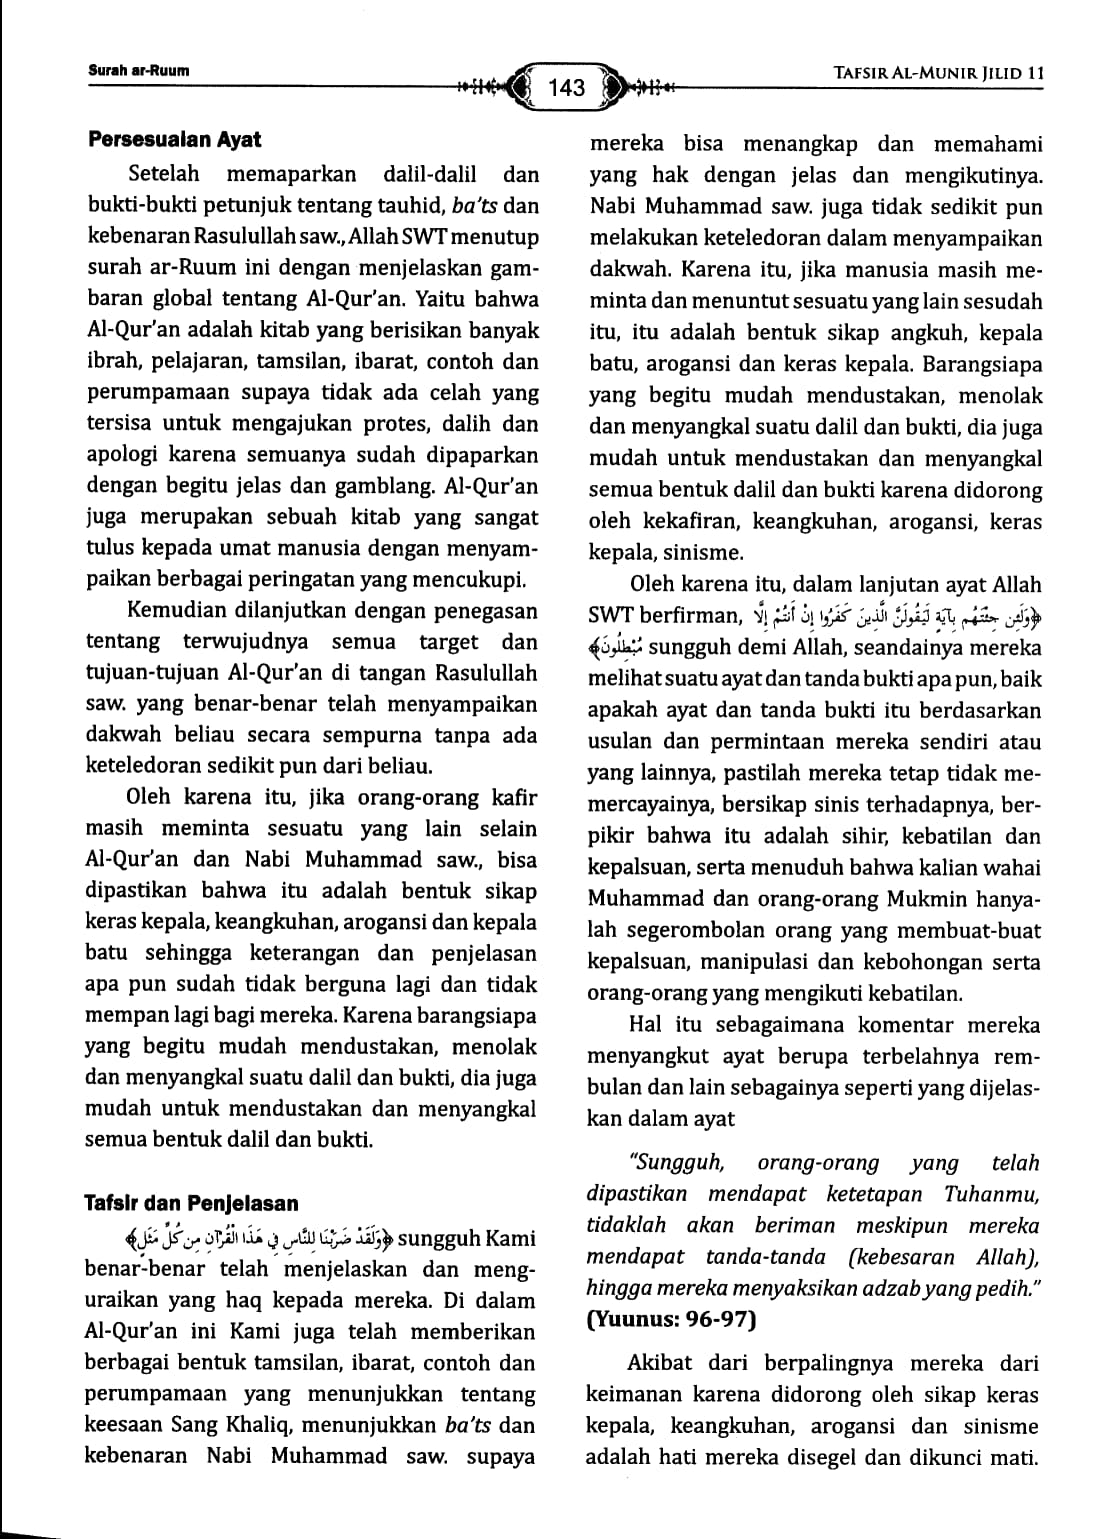 Surah ar-Ruum
143
TAFSIR AL-MUNIR JILID 11
Persesuaian Ayat
Setelah memaparkan dalil-dalil dan
bukti-bukti petunjuk tentang tauhid, ba'ts dan
kebenaran Rasulullah saw., Allah SWT menutup
surah ar-Ruum ini dengan menjelaskan gam-
baran global tentang Al-Qur'an. Yaitu bahwa
Al-Qur'an adalah kitab yang berisikan banyak
ibrah, pelajaran, tamsilan, ibarat, contoh dan
perumpamaan supaya tidak ada celah yang
tersisa untuk mengajukan protes, dalih dan
apologi karena semuanya sudah dipaparkan
dengan begitu jelas dan gamblang. Al-Qur'an
juga merupakan sebuah kitab yang sangat
tulus kepada umat manusia dengan menyam-
paikan berbagai peringatan yang mencukupi.
Kemudian dilanjutkan dengan penegasan
tentang terwujudnya semua target dan
tujuan-tujuan Al-Qur'an di tangan Rasulullah
saw. yang benar-benar telah menyampaikan
dakwah beliau secara sempurna tanpa ada
keteledoran sedikit pun dari beliau.
Oleh karena itu, jika orang-orang kafir
masih meminta sesuatu yang lain selain
Al-Qur'an dan Nabi Muhammad saw., bisa
dipastikan bahwa itu adalah bentuk sikap
keras kepala, keangkuhan, arogansi dan kepala
batu sehingga keterangan dan penjelasan
apa pun sudah tidak berguna lagi dan tidak
mempan lagi bagi mereka. Karena barangsiapa
yang begitu mudah mendustakan, menolak
dan menyangkal suatu dalil dan bukti, dia juga
mudah untuk mendustakan dan menyangkal
semua bentuk dalil dan bukti.
Tafsir dan Penjelasan
﴿وَلَقَدْ ضَرَبْنَا لِلنَّاسِ فِي هَذَا الْقُرْآنِ مِن كُلِّ مَثَلٍ﴾ sungguh Kami
benar-benar telah menjelaskan dan meng-
uraikan yang haq kepada mereka. Di dalam
Al-Qur'an ini Kami juga telah memberikan
berbagai bentuk tamsilan, ibarat, contoh dan
perumpamaan yang menunjukkan tentang
keesaan Sang Khaliq, menunjukkan ba'ts dan
kebenaran Nabi Muhammad saw. supaya
mereka bisa menangkap dan memahami
yang hak dengan jelas dan mengikutinya.
Nabi Muhammad saw. juga tidak sedikit pun
melakukan keteledoran dalam menyampaikan
dakwah. Karena itu, jika manusia masih me-
minta dan menuntut sesuatu yang lain sesudah
itu, itu adalah bentuk sikap angkuh, kepala
batu, arogansi dan keras kepala. Barangsiapa
yang begitu mudah mendustakan, menolak
dan menyangkal suatu dalil dan bukti, dia juga
mudah untuk mendustakan dan menyangkal
semua bentuk dalil dan bukti karena didorong
oleh kekafiran, keangkuhan, arogansi, keras
kepala, sinisme.
Oleh karena itu, dalam lanjutan ayat Allah
SWT berfirman, ﴿وَلَئِن جِئْتَهُم بِآيَةٍ لَّيَقُولَنَّ الَّذِينَ كَفَرُوا إِنْ أَنتُمْ إِلَّا
مُبْطِلُونَ﴾ sungguh demi Allah, seandainya mereka
melihat suatu ayat dan tanda bukti apa pun, baik
apakah ayat dan tanda bukti itu berdasarkan
usulan dan permintaan mereka sendiri atau
yang lainnya, pastilah mereka tetap tidak me-
mercayainya, bersikap sinis terhadapnya, ber-
pikir bahwa itu adalah sihir, kebatilan dan
kepalsuan, serta menuduh bahwa kalian wahai
Muhammad dan orang-orang Mukmin hanya-
lah segerombolan orang yang membuat-buat
kepalsuan, manipulasi dan kebohongan serta
orang-orang yang mengikuti kebatilan.
Hal itu sebagaimana komentar mereka
menyangkut ayat berupa terbelahnya rem-
bulan dan lain sebagainya seperti yang dijelas-
kan dalam ayat
"Sungguh, orang-orang yang telah
dipastikan mendapat ketetapan Tuhanmu,
tidaklah akan beriman meskipun mereka
mendapat tanda-tanda (kebesaran Allah),
hingga mereka menyaksikan adzab yang pedih."
(Yuunus: 96-97)
Akibat dari berpalingnya mereka dari
keimanan karena didorong oleh sikap keras
kepala, keangkuhan, arogansi dan sinisme
adalah hati mereka disegel dan dikunci mati.